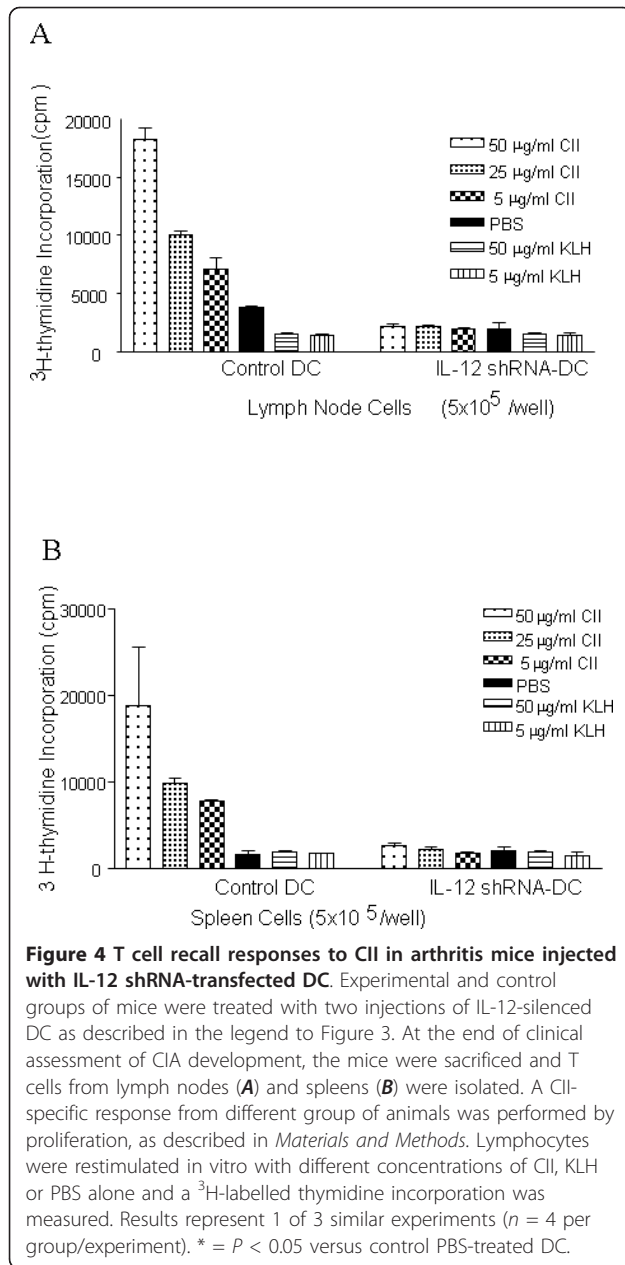 A
³H-thymidine Incorporation(cpm)
20000
15000
10000
5000
0
50 µg/ml CII
25 µg/ml CII
5 µg/ml CII
PBS
50 µg/ml KLH
5 µg/ml KLH
Control DC
IL-12 shRNA-DC
Lymph Node Cells (5x10⁵ /well)
B
3 H-thymidine Incorporation (cpm)
30000
20000
10000
0
50 µg/ml CII
25 µg/ml CII
5 µg/ml CII
PBS
50 µg/ml KLH
5 µg/ml KLH
Control DC
IL-12 shRNA-DC
Spleen Cells (5x10 ⁵/well)
Figure 4 T cell recall responses to CII in arthritis mice injected
with IL-12 shRNA-transfected DC. Experimental and control
groups of mice were treated with two injections of IL-12-silenced
DC as described in the legend to Figure 3. At the end of clinical
assessment of CIA development, the mice were sacrificed and T
cells from lymph nodes (A) and spleens (B) were isolated. A CII-
specific response from different group of animals was performed by
proliferation, as described in Materials and Methods. Lymphocytes
were restimulated in vitro with different concentrations of CII, KLH
or PBS alone and a ³H-labelled thymidine incorporation was
measured. Results represent 1 of 3 similar experiments (n = 4 per
group/experiment). * = P < 0.05 versus control PBS-treated DC.